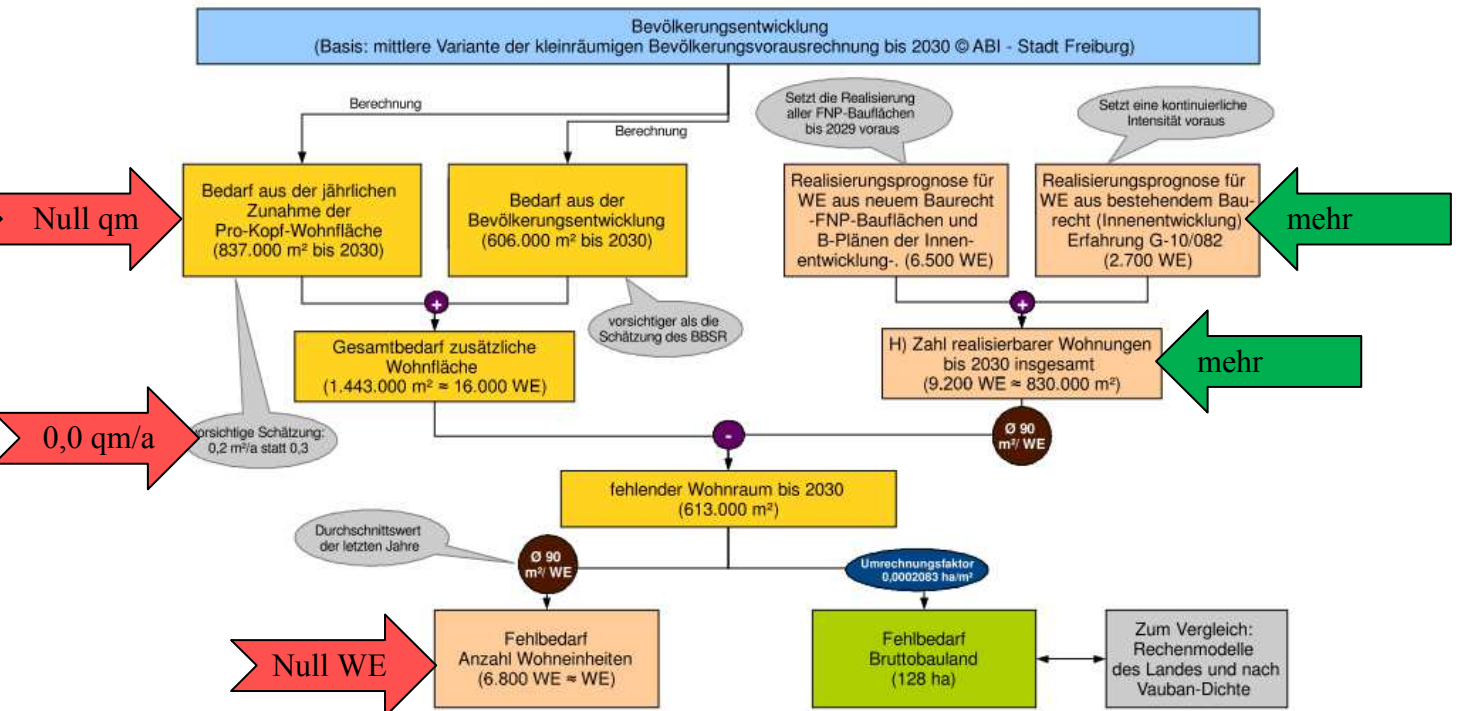 Bevölkerungsentwicklung
(Basis: mittlere Variante der kleinräumigen Bevölkerungsvorausrechnung bis 2030 © ABI - Stadt Freiburg)
Berechnung
Berechnung
Setzt die Realisierung
aller FNP-Bauflächen
bis 2029 voraus
Setzt eine kontinuierliche
Intensität voraus
Null qm
Bedarf aus der jährlichen
Zunahme der
Pro-Kopf-Wohnfläche
(837.000 m² bis 2030)
Bedarf aus der
Bevölkerungsentwicklung
(606.000 m² bis 2030)
Realisierungsprognose für
WE aus neuem Baurecht
-FNP-Bauflächen und
B-Plänen der Innen-
entwicklung-. (6.500 WE)
Realisierungsprognose für
WE aus bestehendem Bau-
recht (Innenentwicklung)
Erfahrung G-10/082
(2.700 WE)
mehr
+
+
vorsichtiger als die
Schätzung des BBSR
Gesamtbedarf zusätzliche
Wohnfläche
(1.443.000 m² ≈ 16.000 WE)
H) Zahl realisierbarer Wohnungen
bis 2030 insgesamt
(9.200 WE ≈ 830.000 m²)
mehr
0,0 qm/a
vorsichtige Schätzung:
0,2 m²/a statt 0,3
-
Ø 90
m²/ WE
fehlender Wohnraum bis 2030
(613.000 m²)
Durchschnittswert
der letzten Jahre
Ø 90
m²/ WE
Umrechnungsfaktor
0,0002083 ha/m²
Null WE
Fehlbedarf
Anzahl Wohneinheiten
(6.800 WE ≈ WE)
Fehlbedarf
Bruttobauland
(128 ha)
Zum Vergleich:
Rechenmodelle
des Landes und nach
Vauban-Dichte